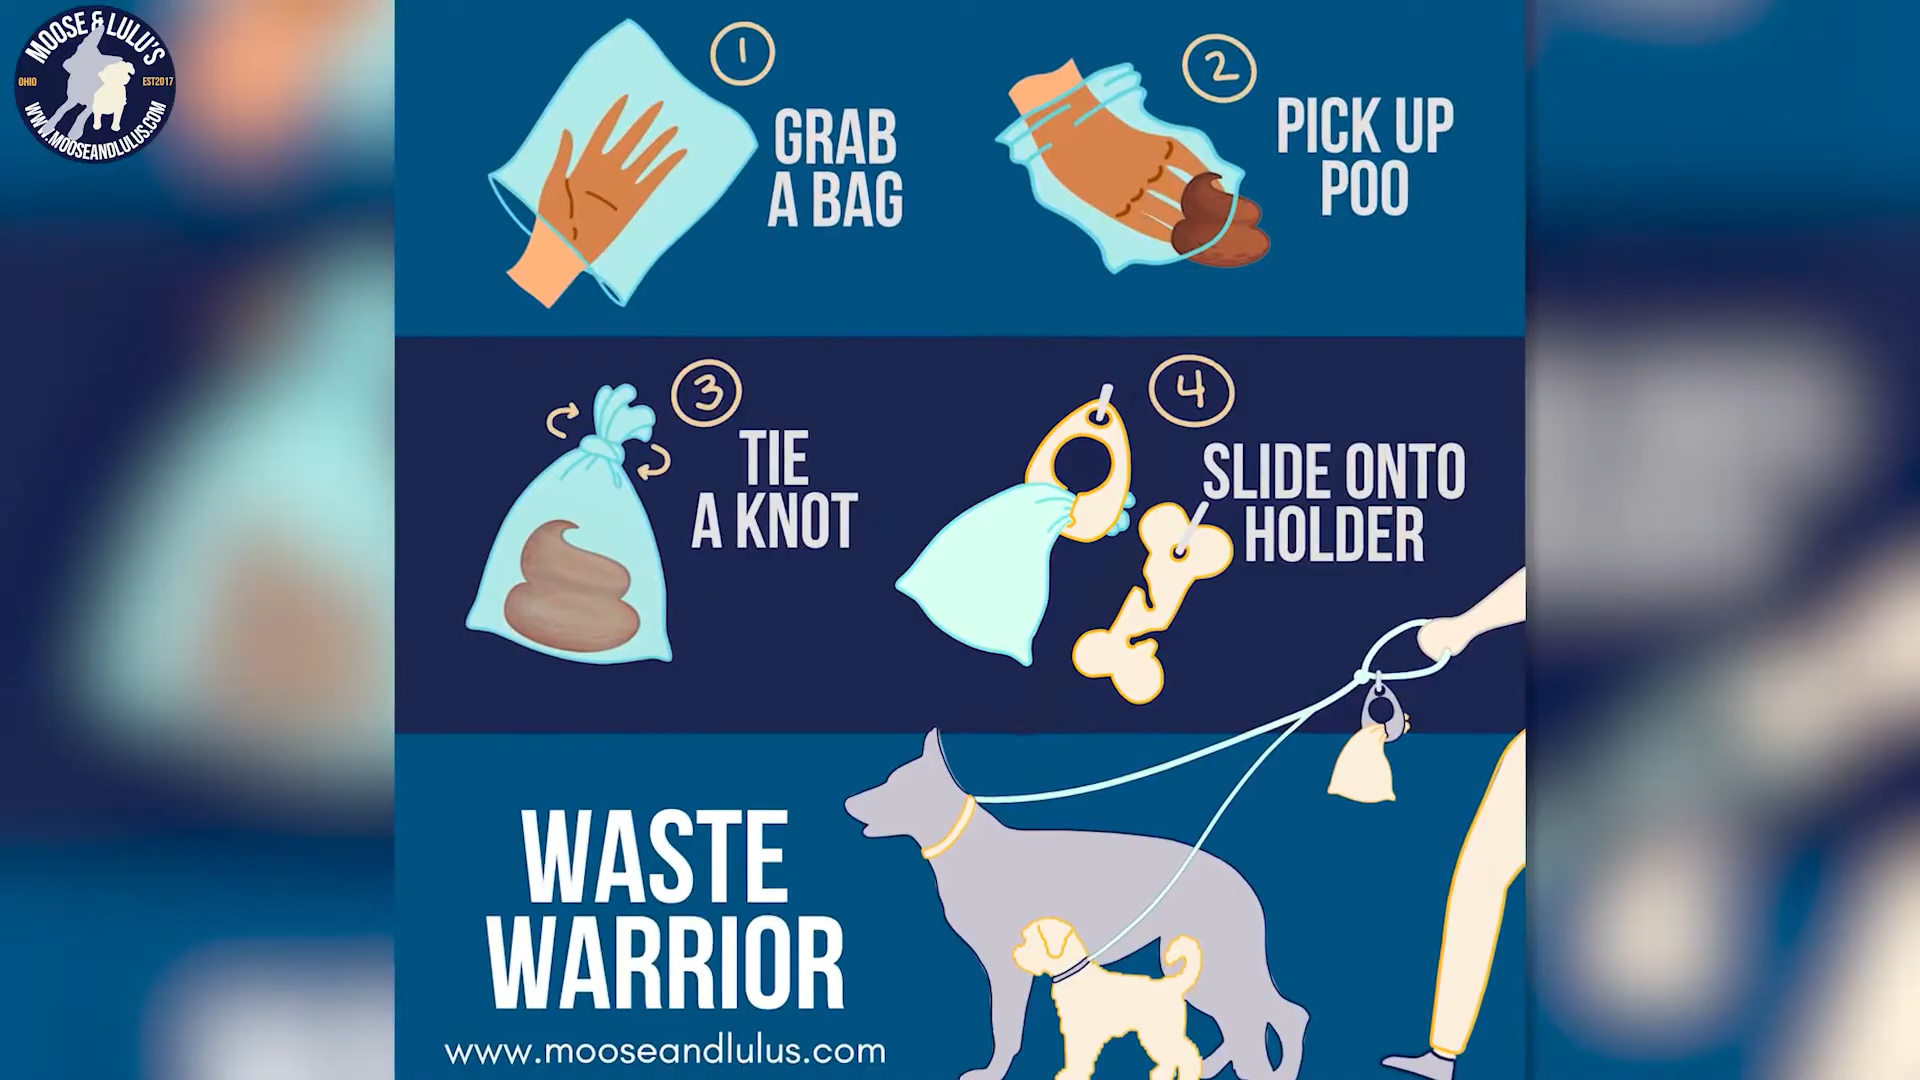 MOOSE & LULU'S
OHIO
EST2017
WWW.MOOSEANDLULUS.COM
1
GRAB
A BAG
2
PICK UP
POO
3
TIE
A KNOT
4
SLIDE ONTO
HOLDER
WASTE
WARRIOR
www.mooseandlulus.com